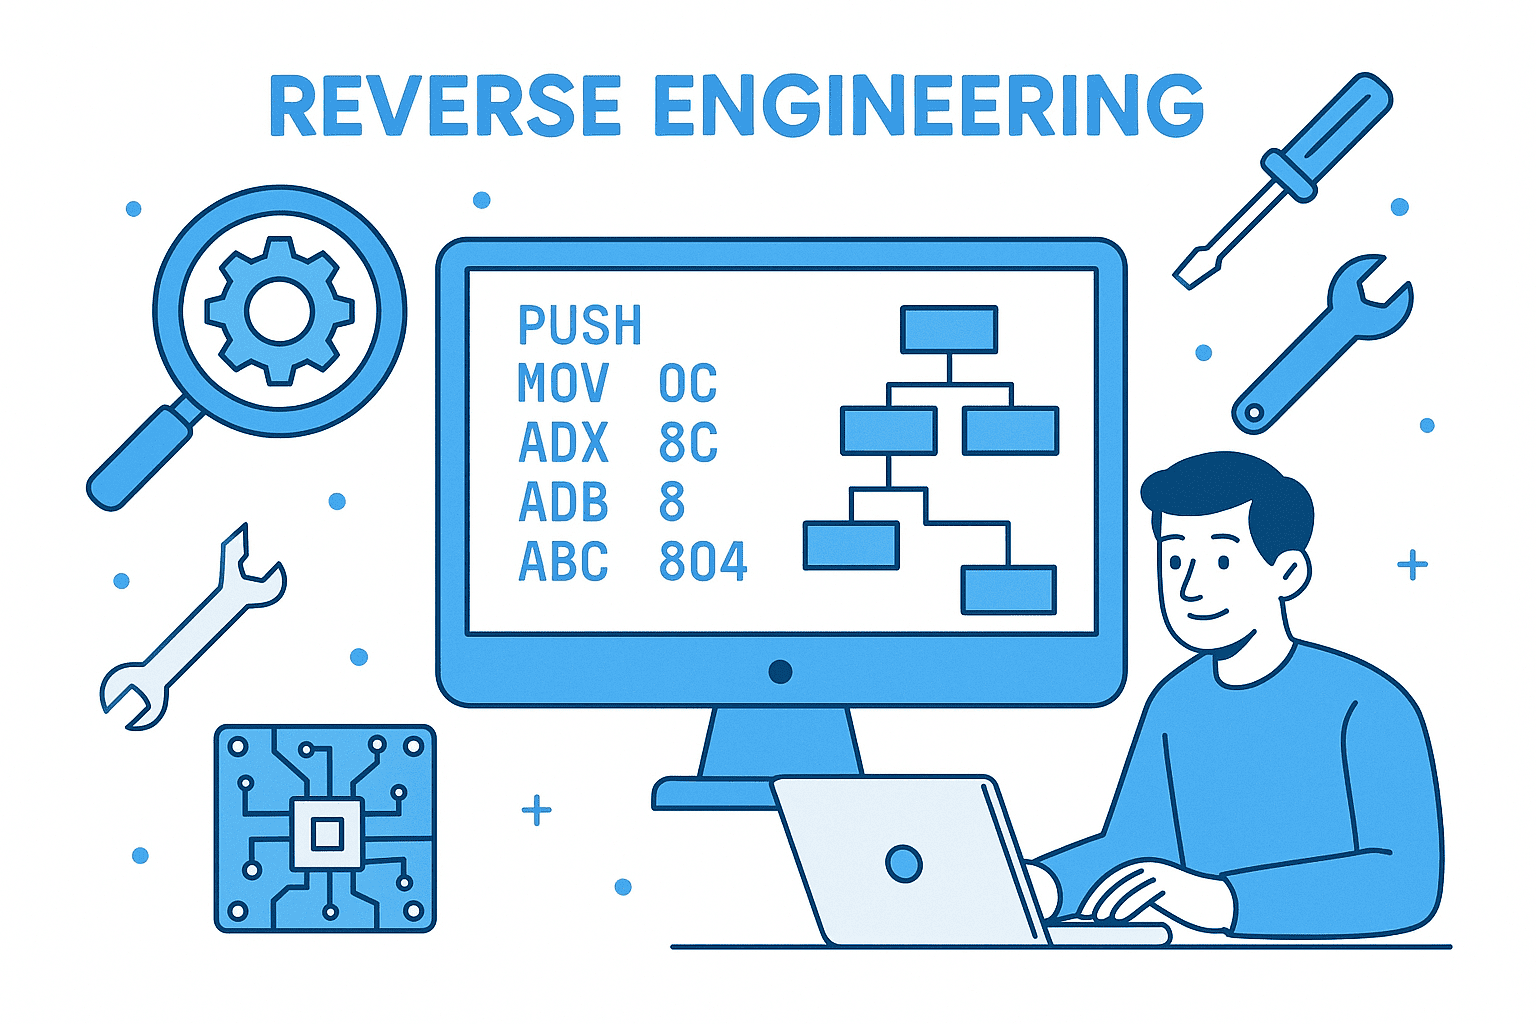 REVERSE ENGINEERING
PUSH
MOV 0C
ADX 8C
ADB 8
ABC 804